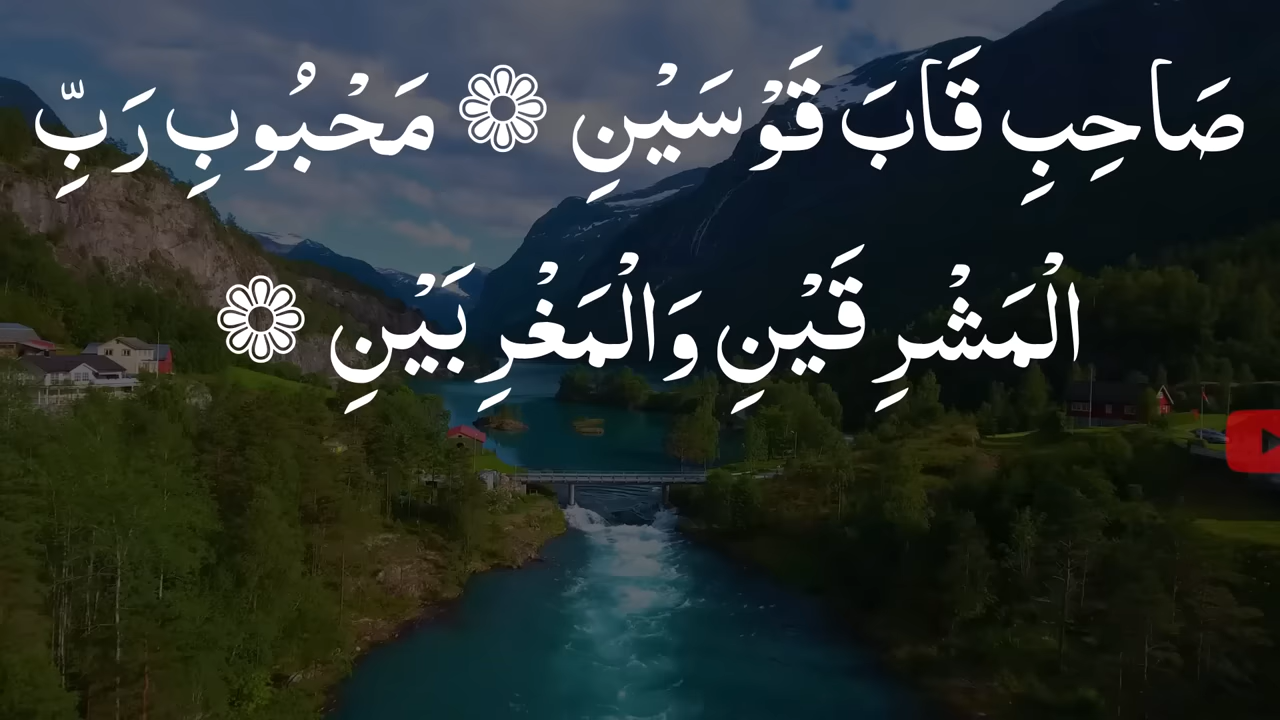 صَاحِبِ قَابَ قَوْسَيْنِ ❁ مَحْبُوبِ رَبِّ
الْمَشْرِقَيْنِ وَالْمَغْرِبَيْنِ ❁